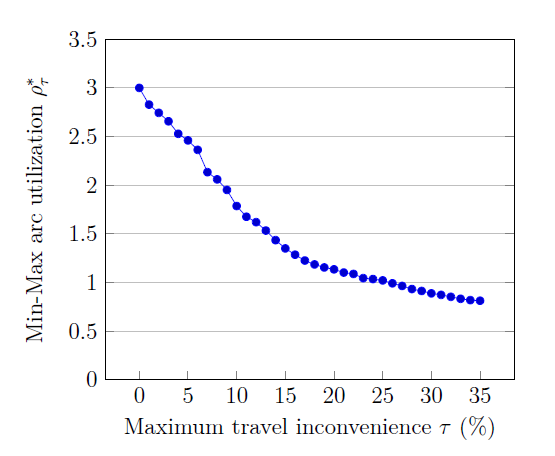 3.5
3
2.5
2
1.5
1
0.5
0
0 5 10 15 20 25 30 35
Min-Max arc utilization ρ*τ
Maximum travel inconvenience τ (%)